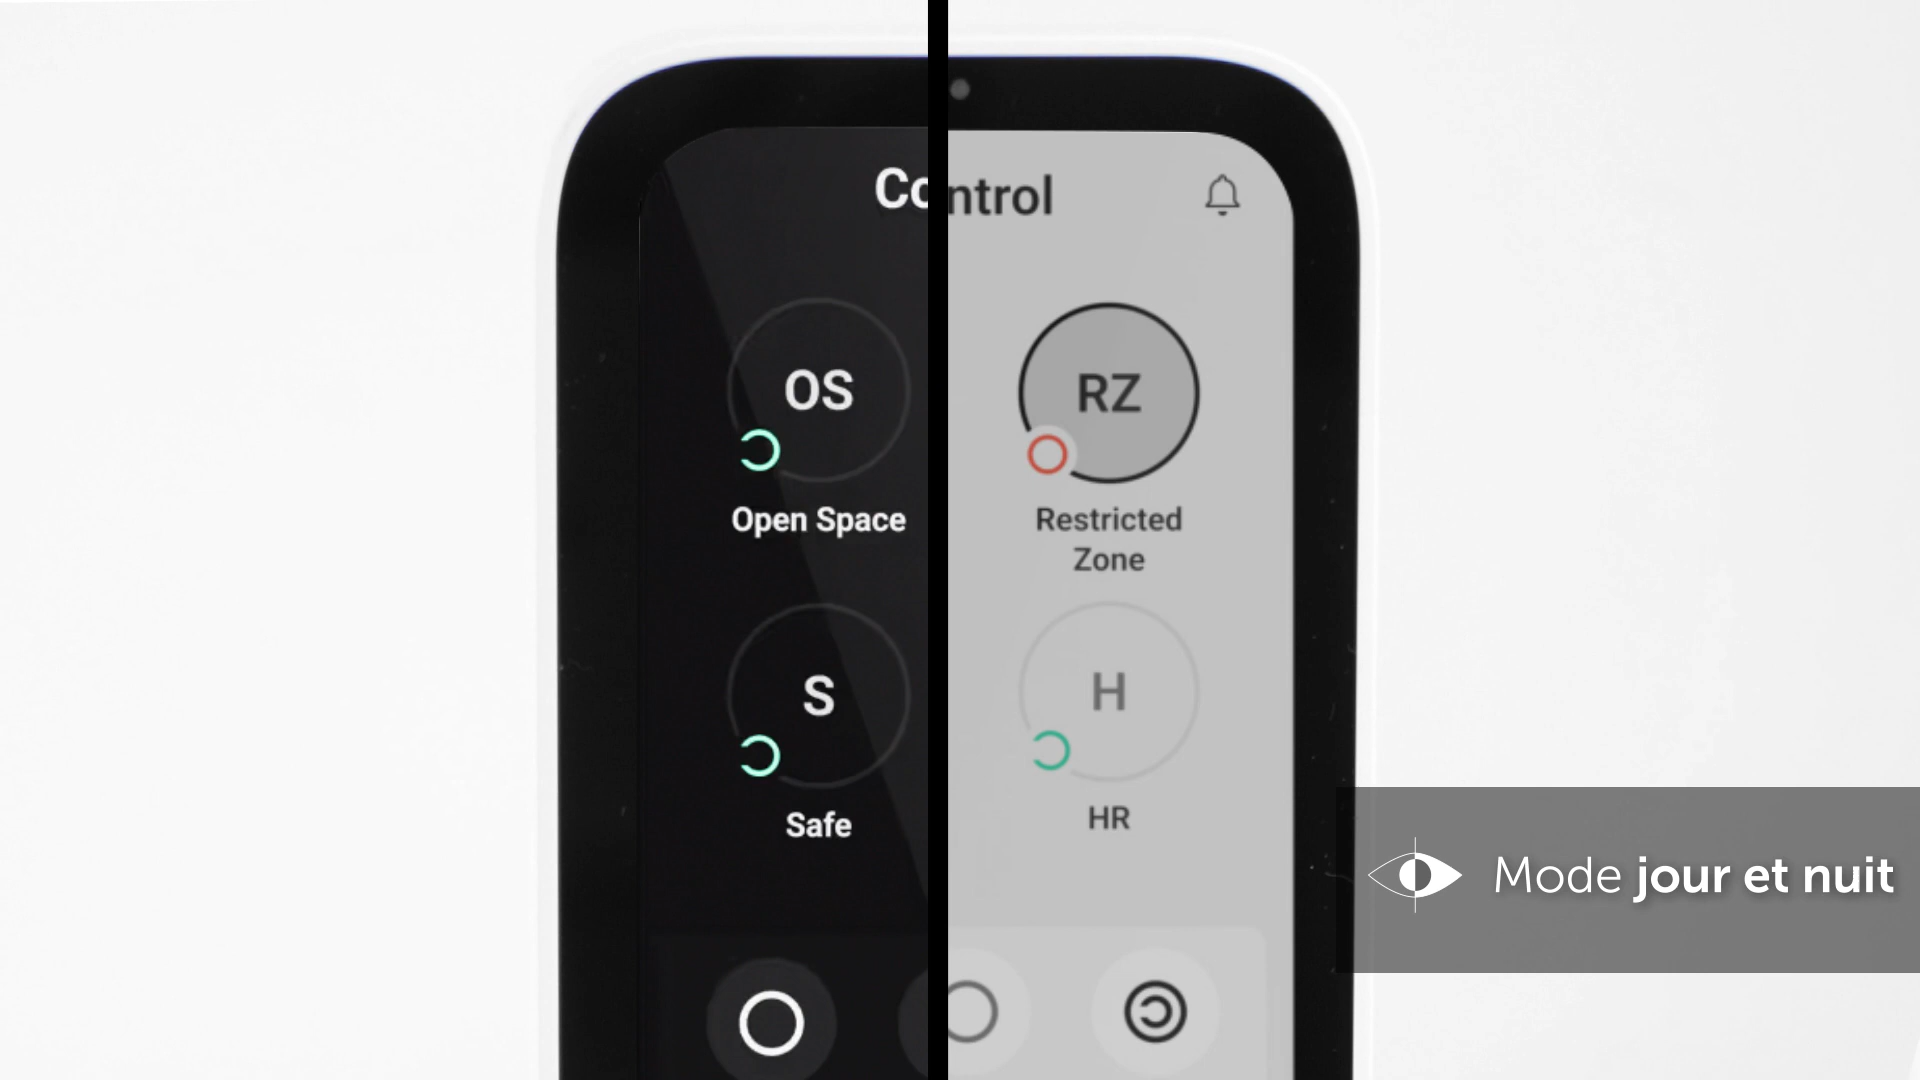 Control
OS
Open Space
RZ
Restricted
Zone
S
Safe
H
HR
Mode jour et nuit